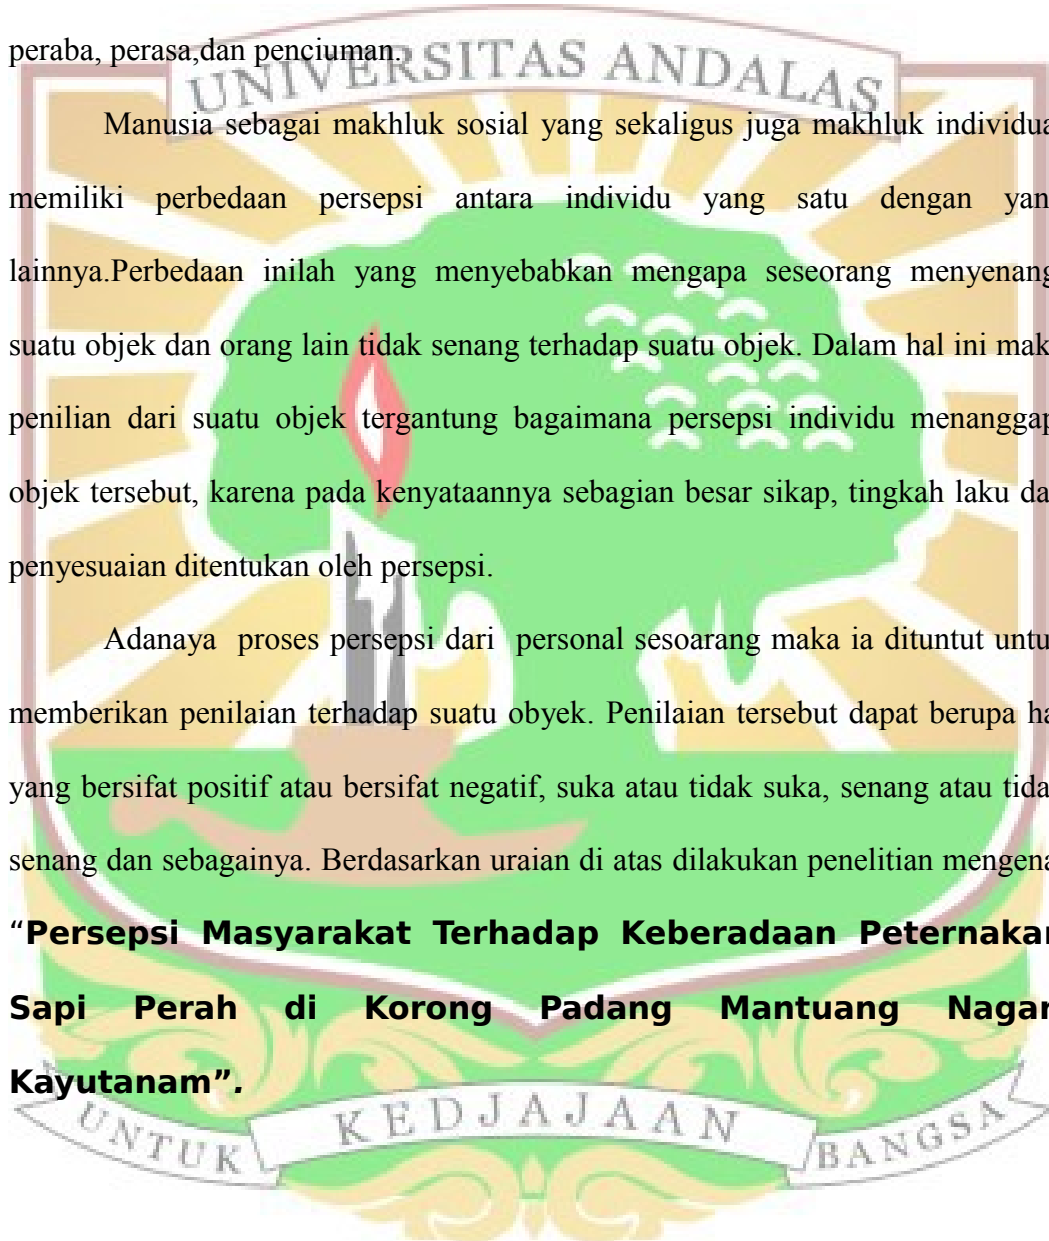 peraba, perasa,dan penciuman.
UNIVERSITAS ANDALAS
Manusia sebagai makhluk sosial yang sekaligus juga makhluk individua
memiliki perbedaan persepsi antara individu yang satu dengan yan
lainnya.Perbedaan inilah yang menyebabkan mengapa seseorang menyenang
suatu objek dan orang lain tidak senang terhadap suatu objek. Dalam hal ini mak
penilian dari suatu objek tergantung bagaimana persepsi individu menanggap
objek tersebut, karena pada kenyataannya sebagian besar sikap, tingkah laku da
penyesuaian ditentukan oleh persepsi.
Adanaya proses persepsi dari personal sesoarang maka ia dituntut untu
memberikan penilaian terhadap suatu obyek. Penilaian tersebut dapat berupa ha
yang bersifat positif atau bersifat negatif, suka atau tidak suka, senang atau tida
senang dan sebagainya. Berdasarkan uraian di atas dilakukan penelitian mengena
“Persepsi Masyarakat Terhadap Keberadaan Peternakan
Sapi Perah di Korong Padang Mantuang Nagari
Kayutanam”.
UNTUK KEDJAJAAN BANGSA